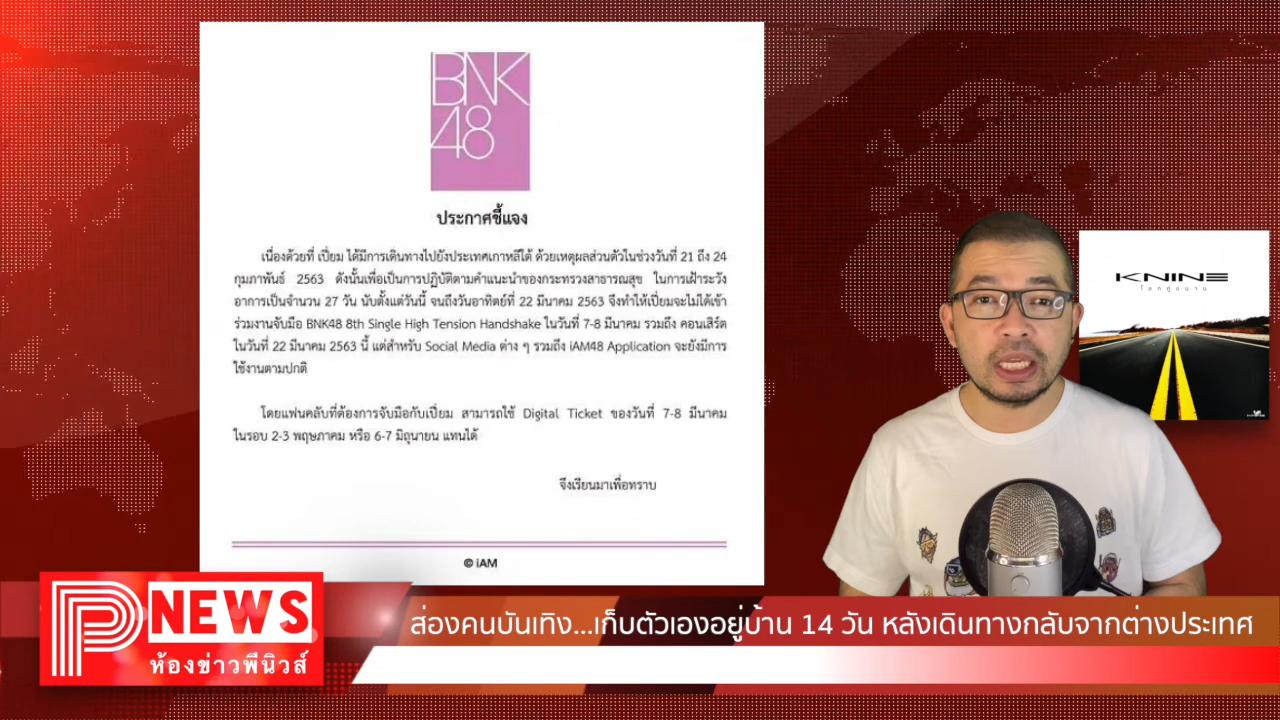 BNK
48
ประกาศชี้แจง
เนื่องด้วยที่ เปี่ยม ได้มีการเดินทางไปยังประเทศเกาหลีใต้ ด้วยเหตุผลส่วนตัวในช่วงวันที่ 21 ถึง 24
กุมภาพันธ์ 2563 ดังนั้นเพื่อเป็นการปฏิบัติตามคำแนะนำของกระทรวงสาธารณสุข ในการเฝ้าระวัง
อาการเป็นจำนวน 27 วัน นับตั้งแต่วันนี้ จนถึงวันอาทิตย์ที่ 22 มีนาคม 2563 จึงทำให้เปี่ยมจะไม่ได้เข้า
ร่วมงานจับมือ BNK48 8th Single High Tension Handshake ในวันที่ 7-8 มีนาคม รวมถึง คอนเสิร์ต
ในวันที่ 22 มีนาคม 2563 นี้ แต่สำหรับ Social Media ต่าง ๆ รวมถึง iAM48 Application จะยังมีการ
ใช้งานตามปกติ
โดยแฟนคลับที่ต้องการจับมือกับเปี่ยม สามารถใช้ Digital Ticket ของวันที่ 7-8 มีนาคม
ในรอบ 2-3 พฤษภาคม หรือ 6-7 มิถุนายน แทนได้
จึงเรียนมาเพื่อทราบ
© iAM
KNINE
โลกคู่ขนาน
P NEWS
ห้องข่าวพีนิวส์
ส่องคนบันเทิง...เก็บตัวเองอยู่บ้าน 14 วัน หลังเดินทางกลับจากต่างประเทศ